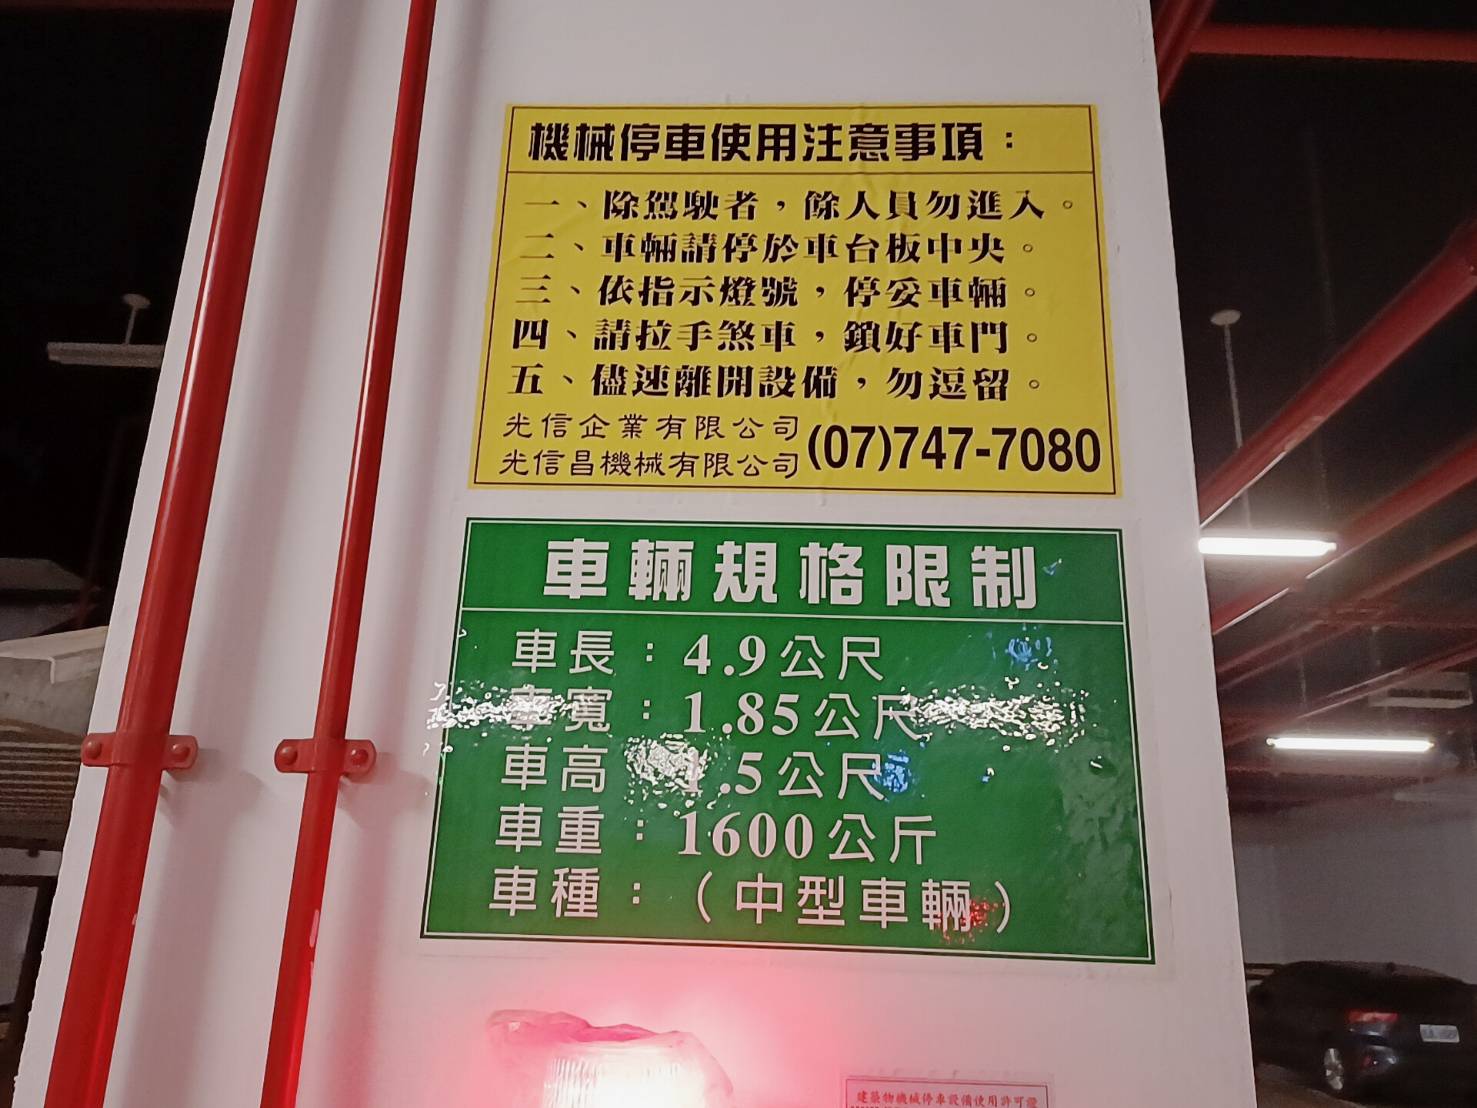 機械停車使用注意事項：
一、除駕駛者，餘人員勿進入。
二、車輛請停於車台板中央。
三、依指示燈號，停妥車輛。
四、請拉手煞車，鎖好車門。
五、儘速離開設備，勿逗留。
光信企業有限公司
光信昌機械有限公司
(07)747-7080
車輛規格限制
車長：4.9公尺
車寬：1.85公尺
車高：1.5公尺
車重：1600公斤
車種：（中型車輛）
建築物機械停車設備使用許可證